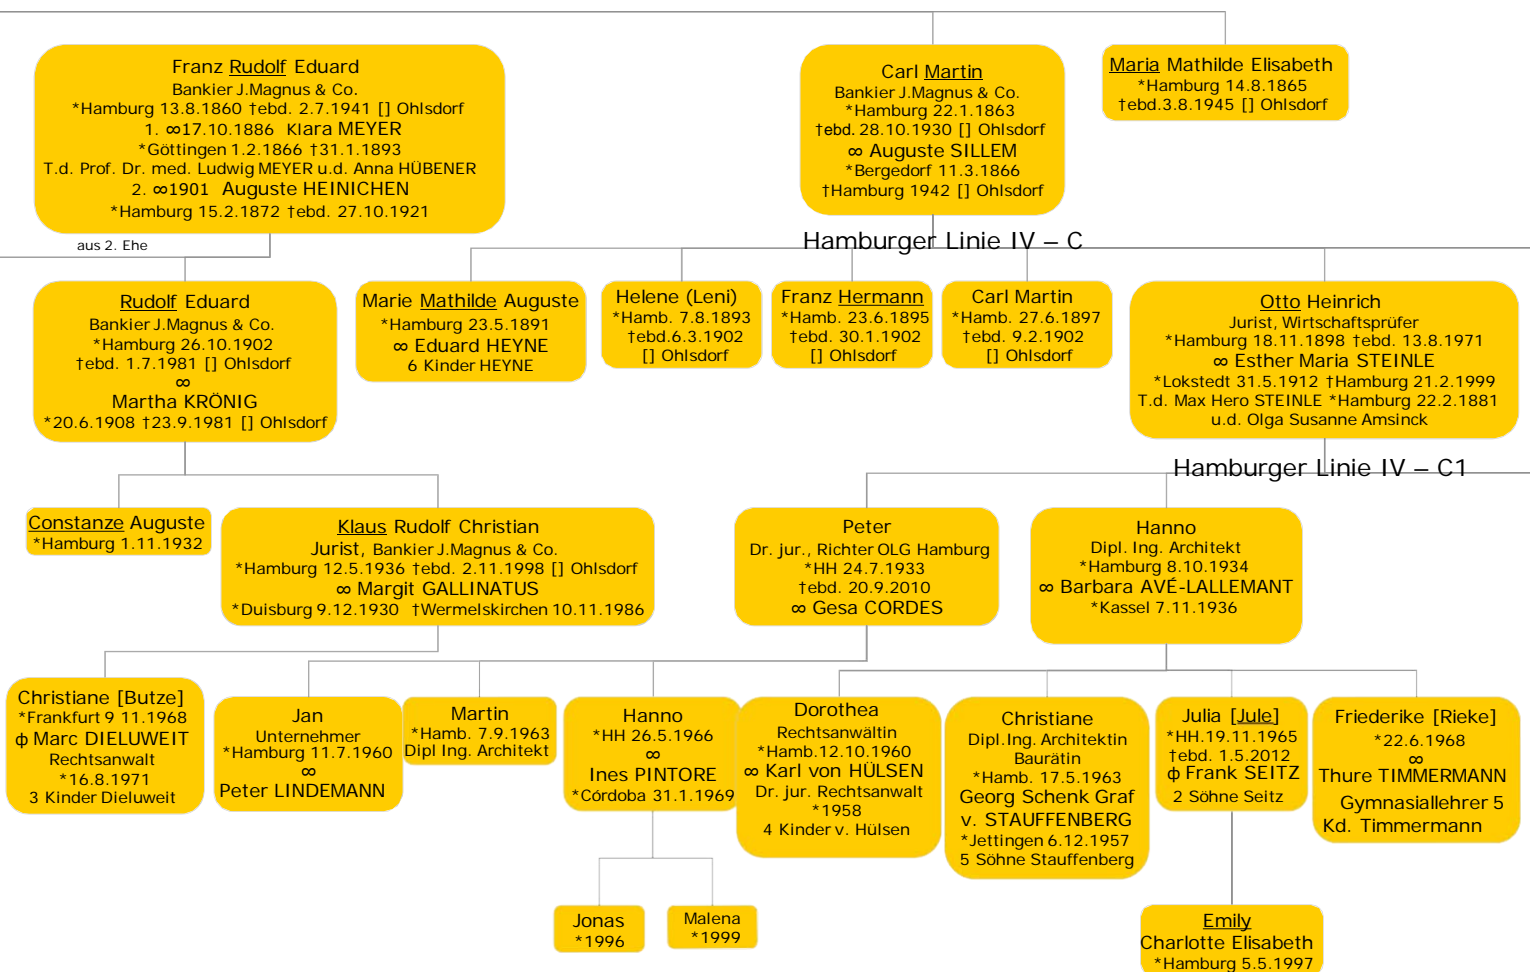 Franz Rudolf Eduard
Bankier J.Magnus & Co.
*Hamburg 13.8.1860 †ebd. 2.7.1941 [] Ohlsdorf
1. ∞17.10.1886 Klara MEYER
*Göttingen 1.2.1866 †31.1.1893
T.d. Prof. Dr. med. Ludwig MEYER u.d. Anna HÜBENER
2. ∞1901 Auguste HEINICHEN
*Hamburg 15.2.1872 †ebd. 27.10.1921
Carl Martin
Bankier J.Magnus & Co.
*Hamburg 22.1.1863
†ebd. 28.10.1930 [] Ohlsdorf
∞ Auguste SILLEM
*Bergedorf 11.3.1866
†Hamburg 1942 [] Ohlsdorf
Maria Mathilde Elisabeth
*Hamburg 14.8.1865
†ebd.3.8.1945 [] Ohlsdorf
aus 2. Ehe
Hamburger Linie IV – C
Rudolf Eduard
Bankier J.Magnus & Co.
*Hamburg 26.10.1902
†ebd. 1.7.1981 [] Ohlsdorf
∞
Martha KRÖNIG
*20.6.1908 †23.9.1981 [] Ohlsdorf
Marie Mathilde Auguste
*Hamburg 23.5.1891
∞ Eduard HEYNE
6 Kinder HEYNE
Helene (Leni)
*Hamb. 7.8.1893
†ebd.6.3.1902
[] Ohlsdorf
Franz Hermann
*Hamb. 23.6.1895
†ebd. 30.1.1902
[] Ohlsdorf
Carl Martin
*Hamb. 27.6.1897
†ebd. 9.2.1902
[] Ohlsdorf
Otto Heinrich
Jurist, Wirtschaftsprüfer
*Hamburg 18.11.1898 †ebd. 13.8.1971
∞ Esther Maria STEINLE
*Lokstedt 31.5.1912 †Hamburg 21.2.1999
T.d. Max Hero STEINLE *Hamburg 22.2.1881
u.d. Olga Susanne Amsinck
Hamburger Linie IV – C1
Constanze Auguste
*Hamburg 1.11.1932
Klaus Rudolf Christian
Jurist, Bankier J.Magnus & Co.
*Hamburg 12.5.1936 †ebd. 2.11.1998 [] Ohlsdorf
∞ Margit GALLINATUS
*Duisburg 9.12.1930 †Wermelskirchen 10.11.1986
Peter
Dr. jur., Richter OLG Hamburg
*HH 24.7.1933
†ebd. 20.9.2010
∞ Gesa CORDES
Hanno
Dipl. Ing. Architekt
*Hamburg 8.10.1934
∞ Barbara AVÉ-LALLEMANT
*Kassel 7.11.1936
Christiane [Butze]
*Frankfurt 9 11.1968
ф Marc DIELUWEIT
Rechtsanwalt
*16.8.1971
3 Kinder Dieluweit
Jan
Unternehmer
*Hamburg 11.7.1960
∞
Peter LINDEMANN
Martin
*Hamb. 7.9.1963
Dipl Ing. Architekt
Hanno
*HH 26.5.1966
∞
Ines PINTORE
*Córdoba 31.1.1969
Dorothea
Rechtsanwältin
*Hamb.12.10.1960
∞ Karl von HÜLSEN
Dr. jur. Rechtsanwalt
*1958
4 Kinder v. Hülsen
Christiane
Dipl.Ing. Architektin
Baurätin
*Hamb. 17.5.1963
Georg Schenk Graf
v. STAUFFENBERG
*Jettingen 6.12.1957
5 Söhne Stauffenberg
Julia [Jule]
*HH.19.11.1965
†ebd. 1.5.2012
ф Frank SEITZ
2 Söhne Seitz
Friederike [Rieke]
*22.6.1968
∞
Thure TIMMERMANN
Gymnasiallehrer 5
Kd. Timmermann
Jonas
*1996
Malena
*1999
Emily
Charlotte Elisabeth
*Hamburg 5.5.1997